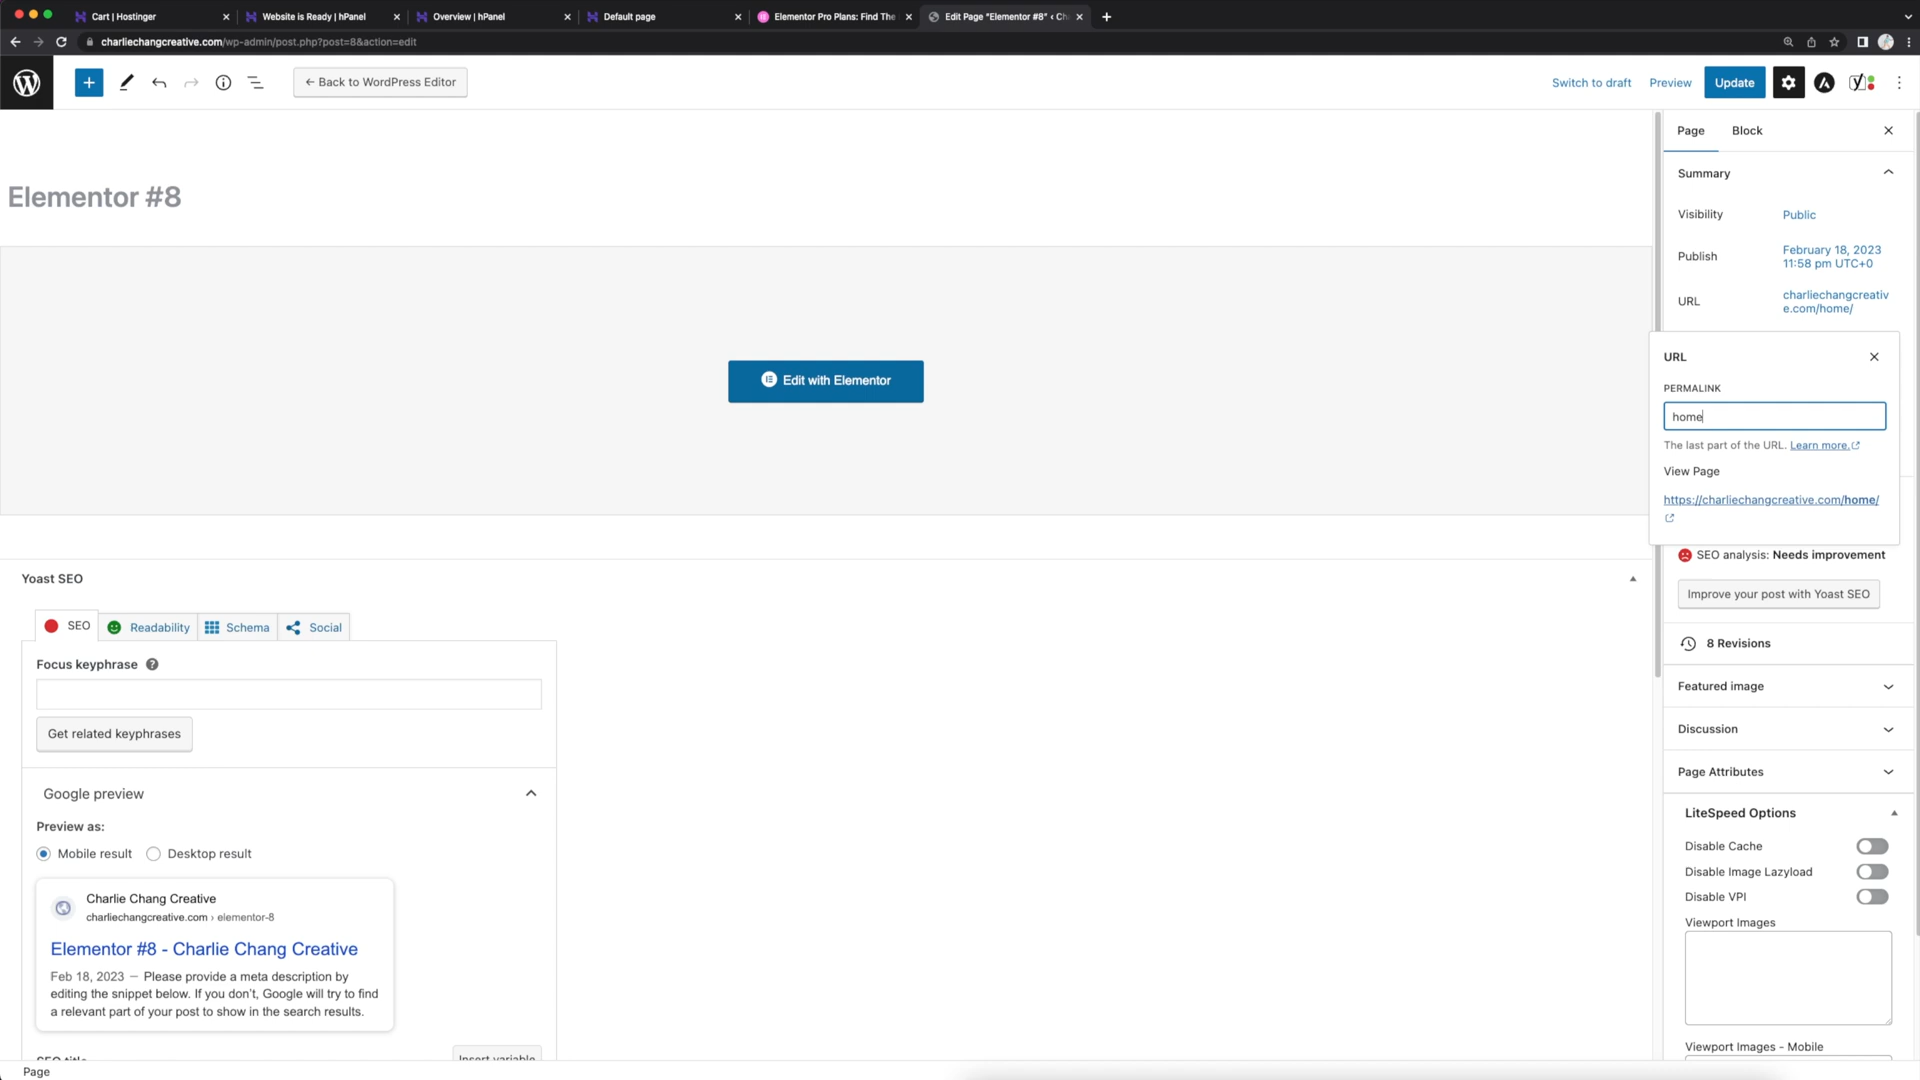 Cart | Hostinger
Website is Ready | hPanel
Overview | hPanel
Default page
Elementor Pro Plans: Find The
Edit Page "Elementor #8" ‹ Ch
charliechangcreative.com/wp-admin/post.php?post=8&action=edit
← Back to WordPress Editor
Switch to draft
Preview
Update
Page
Block
Summary
Elementor #8
Visibility
Public
Publish
February 18, 2023
11:58 pm UTC+0
URL
charliechangcreativ
e.com/home/
URL
PERMALINK
home
The last part of the URL. Learn more.
View Page
https://charliechangcreative.com/home/
Edit with Elementor
SEO analysis: Needs improvement
Improve your post with Yoast SEO
8 Revisions
Featured image
Discussion
Page Attributes
LiteSpeed Options
Disable Cache
Disable Image Lazyload
Disable VPI
Viewport Images
Viewport Images - Mobile
Yoast SEO
SEO
Readability
Schema
Social
Focus keyphrase
Get related keyphrases
Google preview
Preview as:
Mobile result
Desktop result
Charlie Chang Creative
charliechangcreative.com › elementor-8
Elementor #8 - Charlie Chang Creative
Feb 18, 2023 — Please provide a meta description by
editing the snippet below. If you don't, Google will try to find
a relevant part of your post to show in the search results.
SEO title
Insert variable
Page